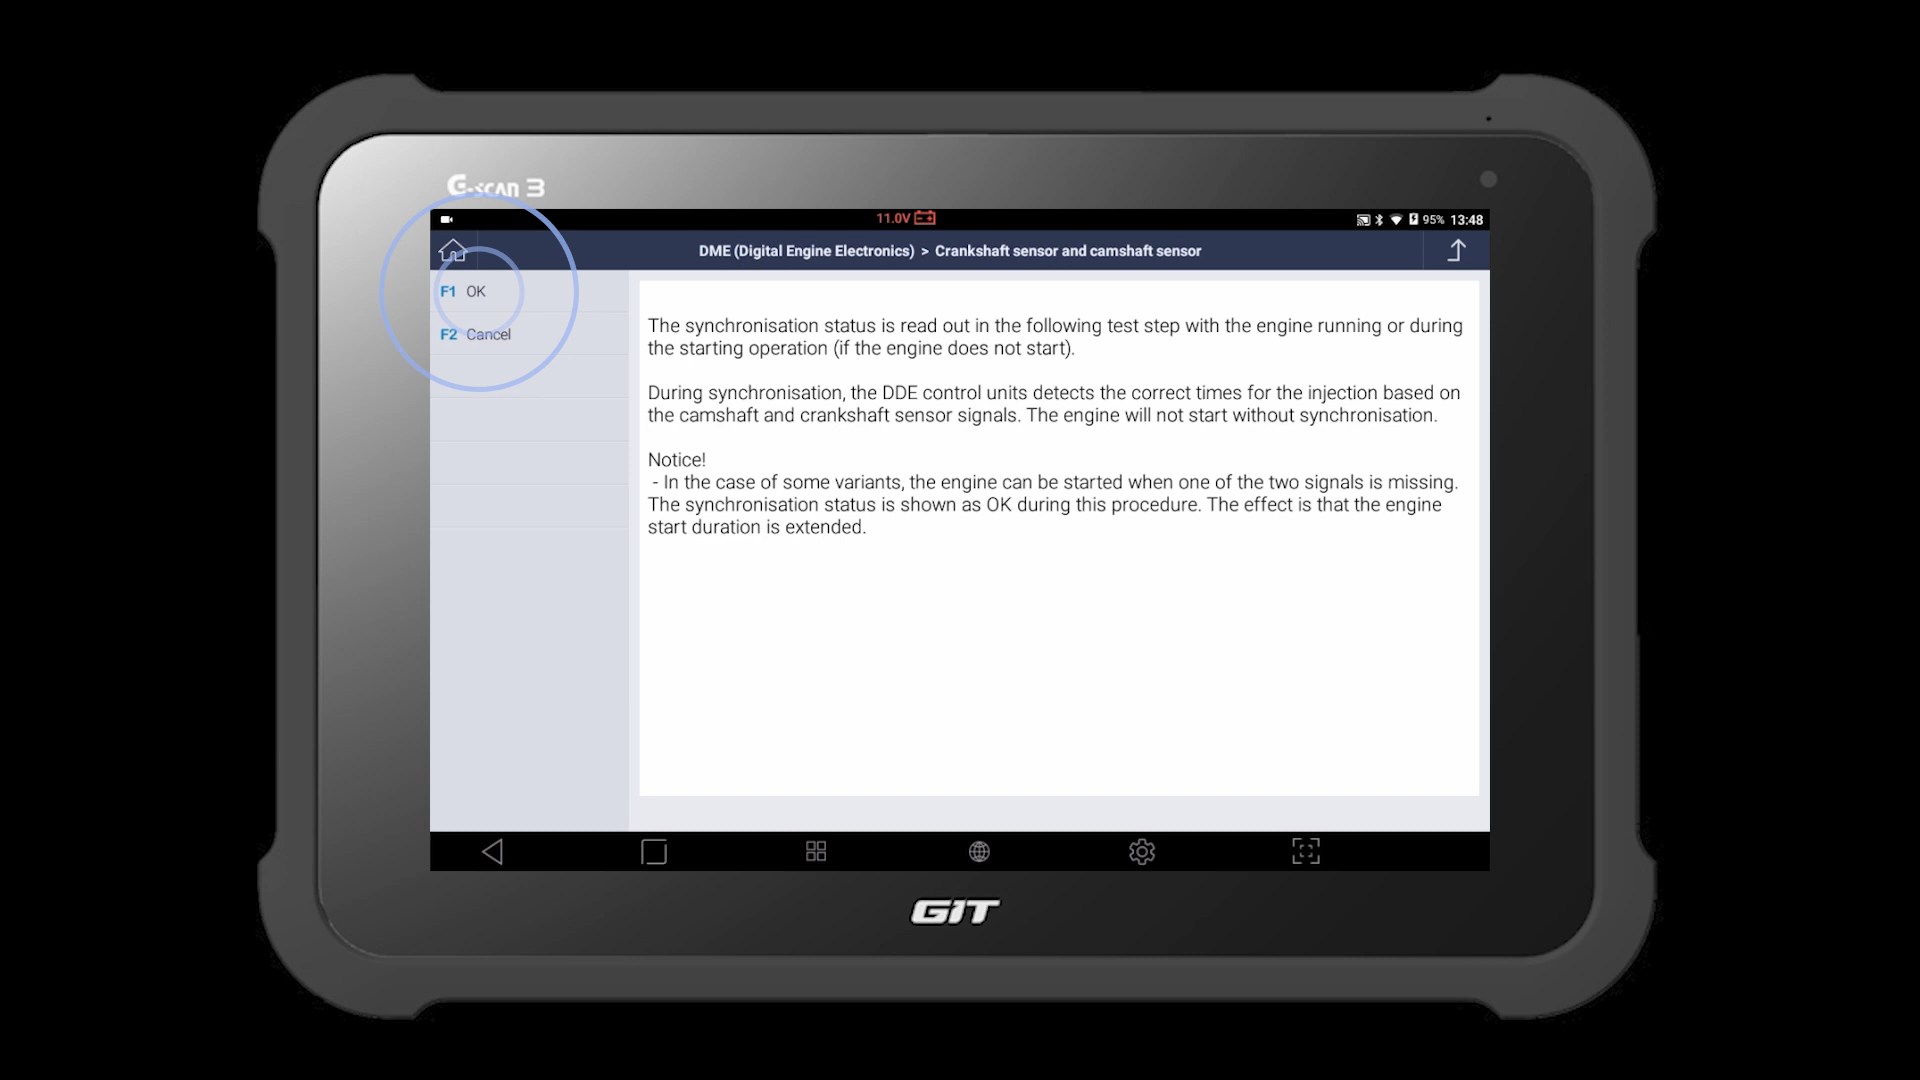 G-SCAN 3
11.0V
95% 13:48
DME (Digital Engine Electronics) > Crankshaft sensor and camshaft sensor
F1 OK
F2 Cancel
The synchronisation status is read out in the following test step with the engine running or during
the starting operation (if the engine does not start).
During synchronisation, the DDE control units detects the correct times for the injection based on
the camshaft and crankshaft sensor signals. The engine will not start without synchronisation.
Notice!
- In the case of some variants, the engine can be started when one of the two signals is missing.
The synchronisation status is shown as OK during this procedure. The effect is that the engine
start duration is extended.
GIT